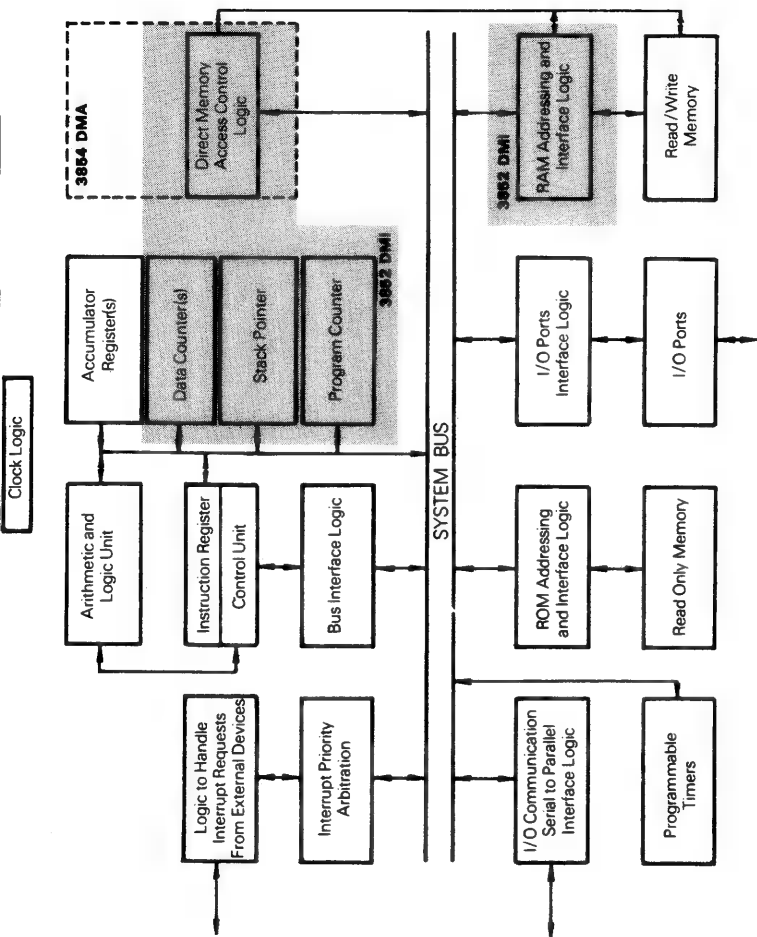 Clock Logic
Logic to Handle
Interrupt Requests
From External Devices
Interrupt Priority
Arbitration
Arithmetic and
Logic Unit
Instruction Register
Control Unit
Bus Interface Logic
Accumulator
Register(s)
Data Counter(s)
Stack Pointer
Program Counter
3852 DMI
3854 DMA
Direct Memory
Access Control
Logic
SYSTEM BUS
I/O Communication
Serial to Parallel
Interface Logic
Programmable
Timers
ROM Addressing
and Interface Logic
Read Only Memory
I/O Ports
Interface Logic
I/O Ports
3852 DMI
RAM Addressing and
Interface Logic
Read/Write
Memory